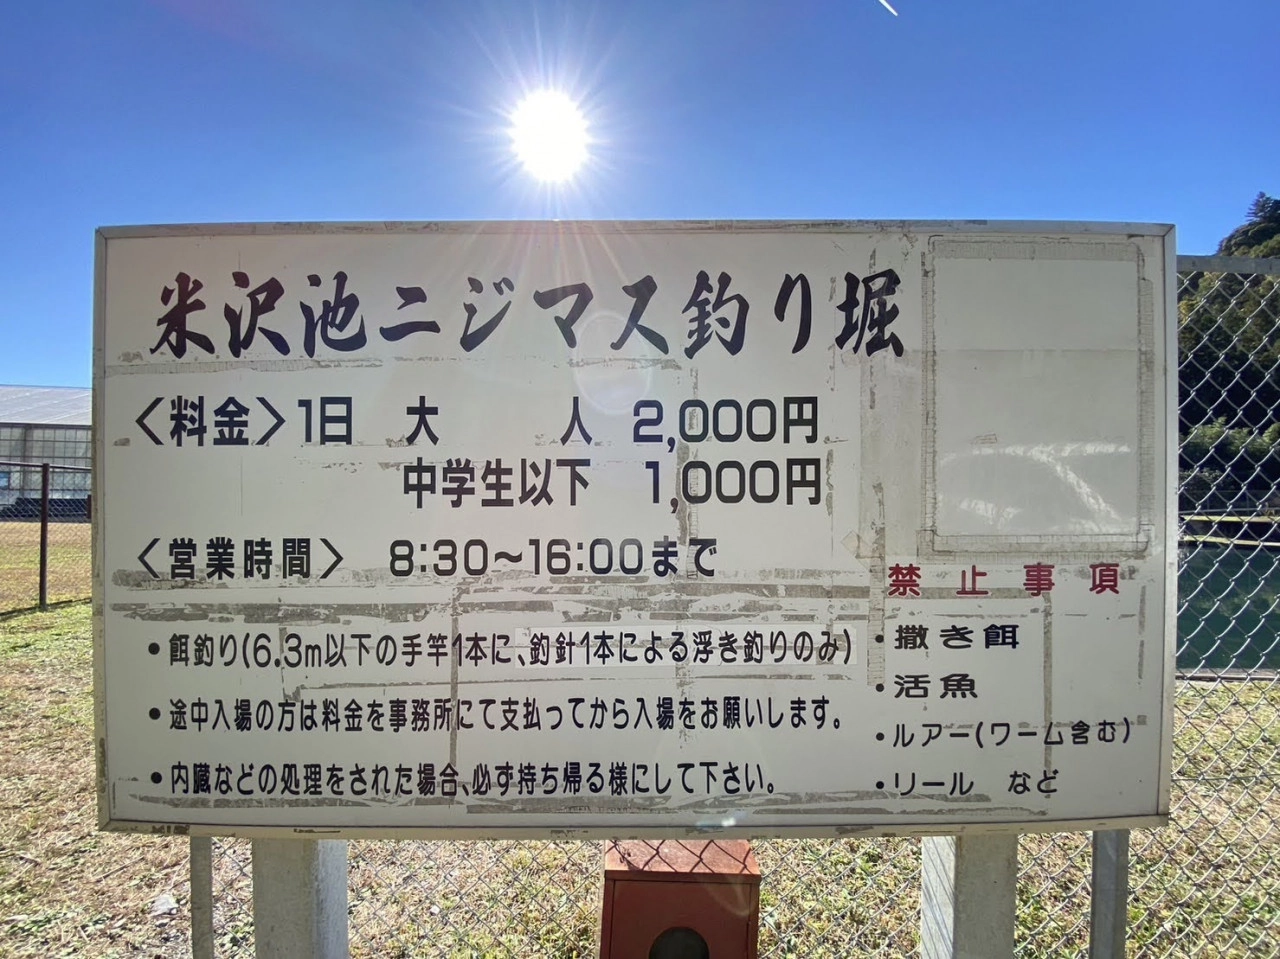 米沢池ニジマス釣り堀
〈料金〉1日 大 人 2,000円
中学生以下 1,000円
〈営業時間〉 8:30～16:00まで
・餌釣り(6.3m以下の手竿1本に、釣針1本による浮き釣りのみ)
・途中入場の方は料金を事務所にて支払ってから入場をお願いします。
・内臓などの処理をされた場合、必ず持ち帰る様にして下さい。
禁止事項
・撒き餌
・活魚
・ルアー(ワーム含む)
・リール など